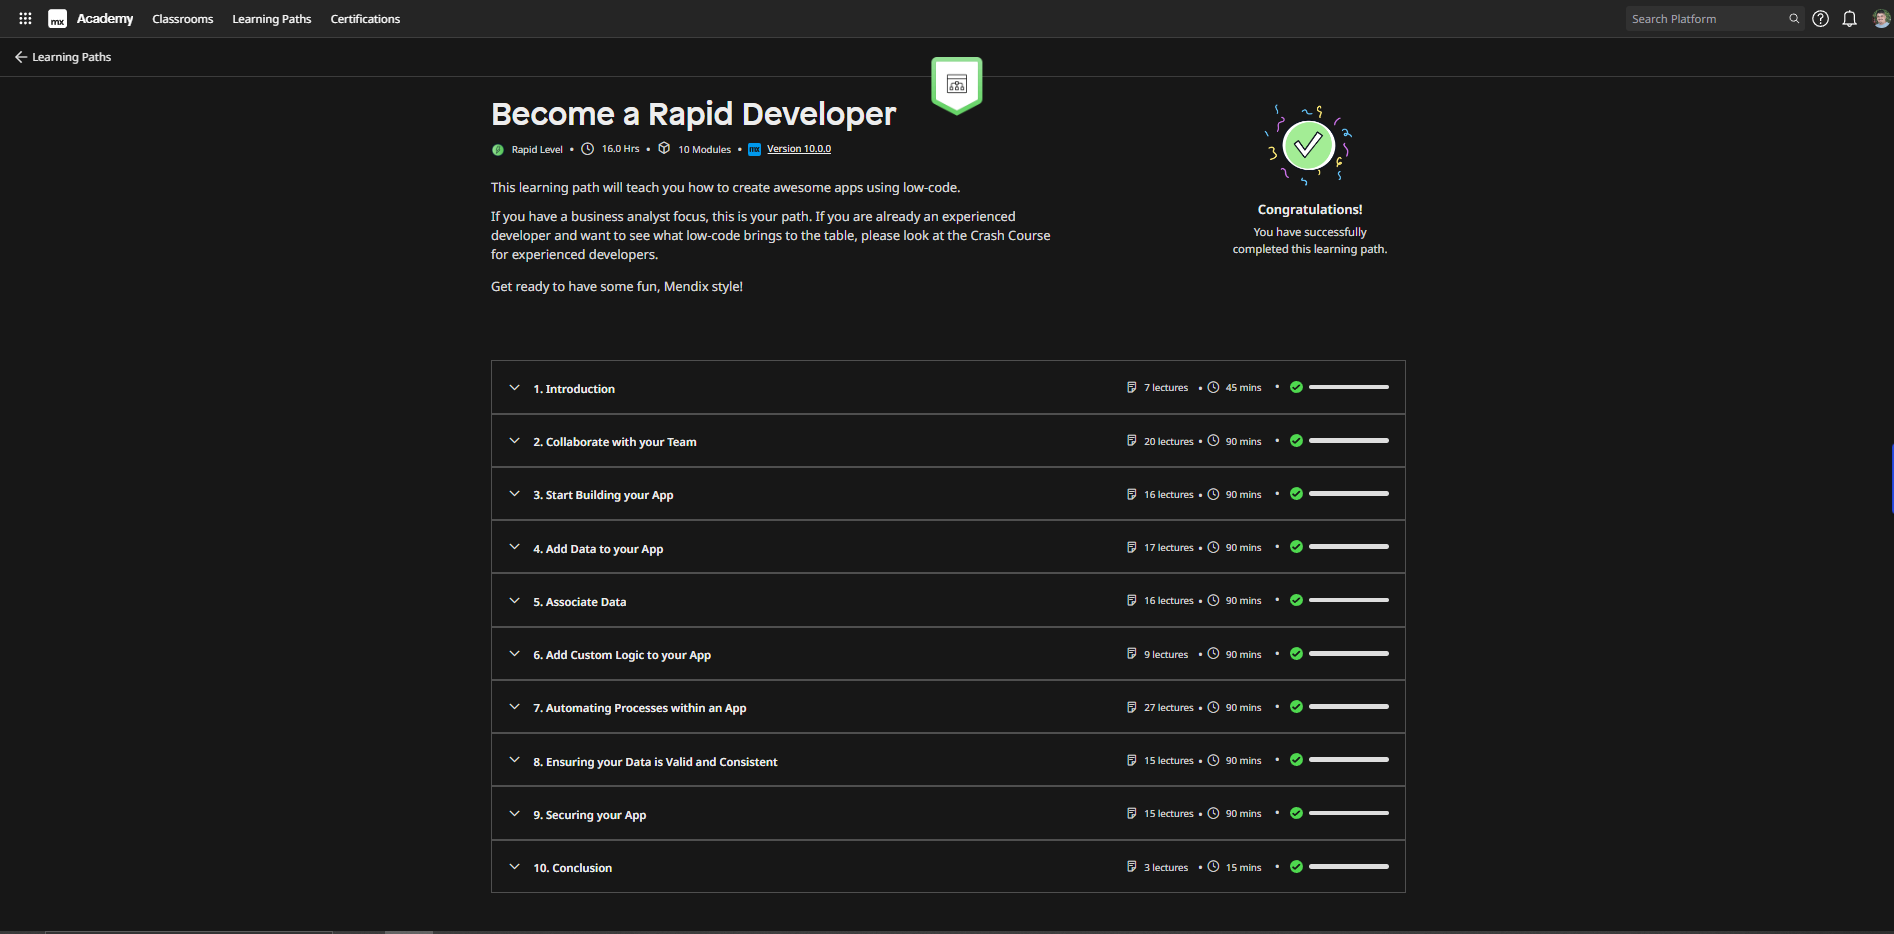 mx Academy Classrooms Learning Paths Certifications Search Platform
Learning Paths
Become a Rapid Developer
Rapid Level • 16.0 Hrs • 10 Modules • mx Version 10.0.0
This learning path will teach you how to create awesome apps using low-code.
If you have a business analyst focus, this is your path. If you are already an experienced
developer and want to see what low-code brings to the table, please look at the Crash Course
for experienced developers.
Get ready to have some fun, Mendix style!
Congratulations!
You have successfully
completed this learning path.
1. Introduction 7 lectures • 45 mins •
2. Collaborate with your Team 20 lectures • 90 mins •
3. Start Building your App 16 lectures • 90 mins •
4. Add Data to your App 17 lectures • 90 mins •
5. Associate Data 16 lectures • 90 mins •
6. Add Custom Logic to your App 9 lectures • 90 mins •
7. Automating Processes within an App 27 lectures • 90 mins •
8. Ensuring your Data is Valid and Consistent 15 lectures • 90 mins •
9. Securing your App 15 lectures • 90 mins •
10. Conclusion 3 lectures • 15 mins •